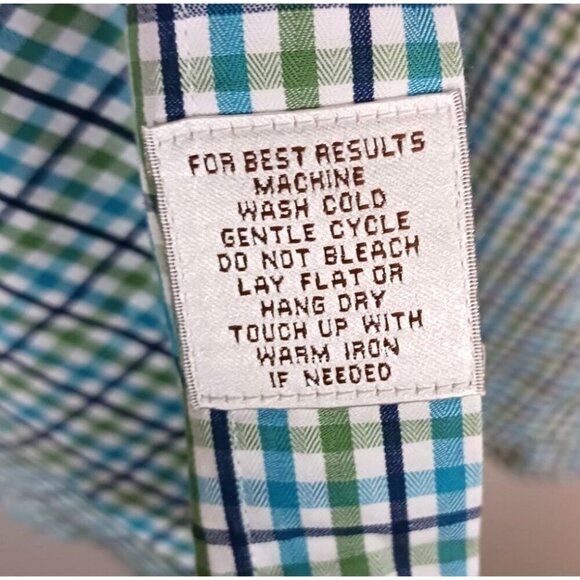 FOR BEST RESULTS
MACHINE
WASH COLD
GENTLE CYCLE
DO NOT BLEACH
LAY FLAT OR
HANG DRY
TOUCH UP WITH
WARM IRON
IF NEEDED